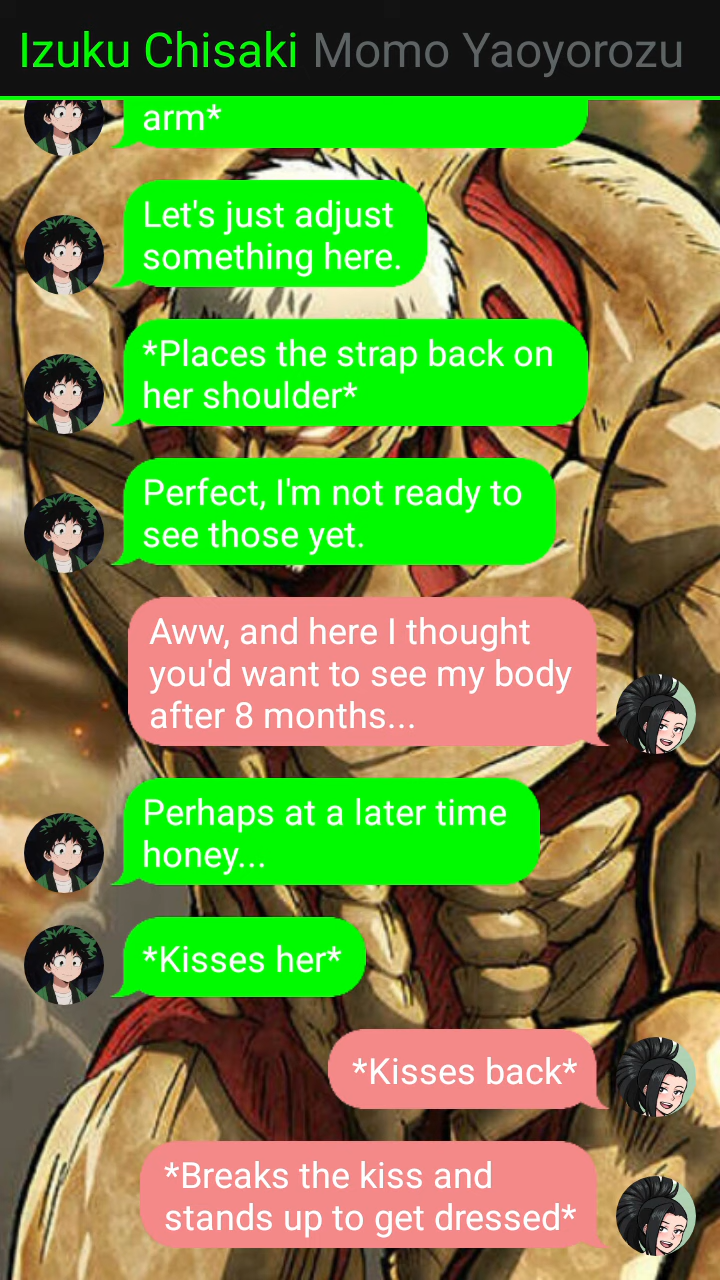 Izuku Chisaki Momo Yaoyorozu
arm*
Let's just adjust
something here.
*Places the strap back on
her shoulder*
Perfect, I'm not ready to
see those yet.
Aww, and here I thought
you'd want to see my body
after 8 months...
Perhaps at a later time
honey...
*Kisses her*
*Kisses back*
*Breaks the kiss and
stands up to get dressed*